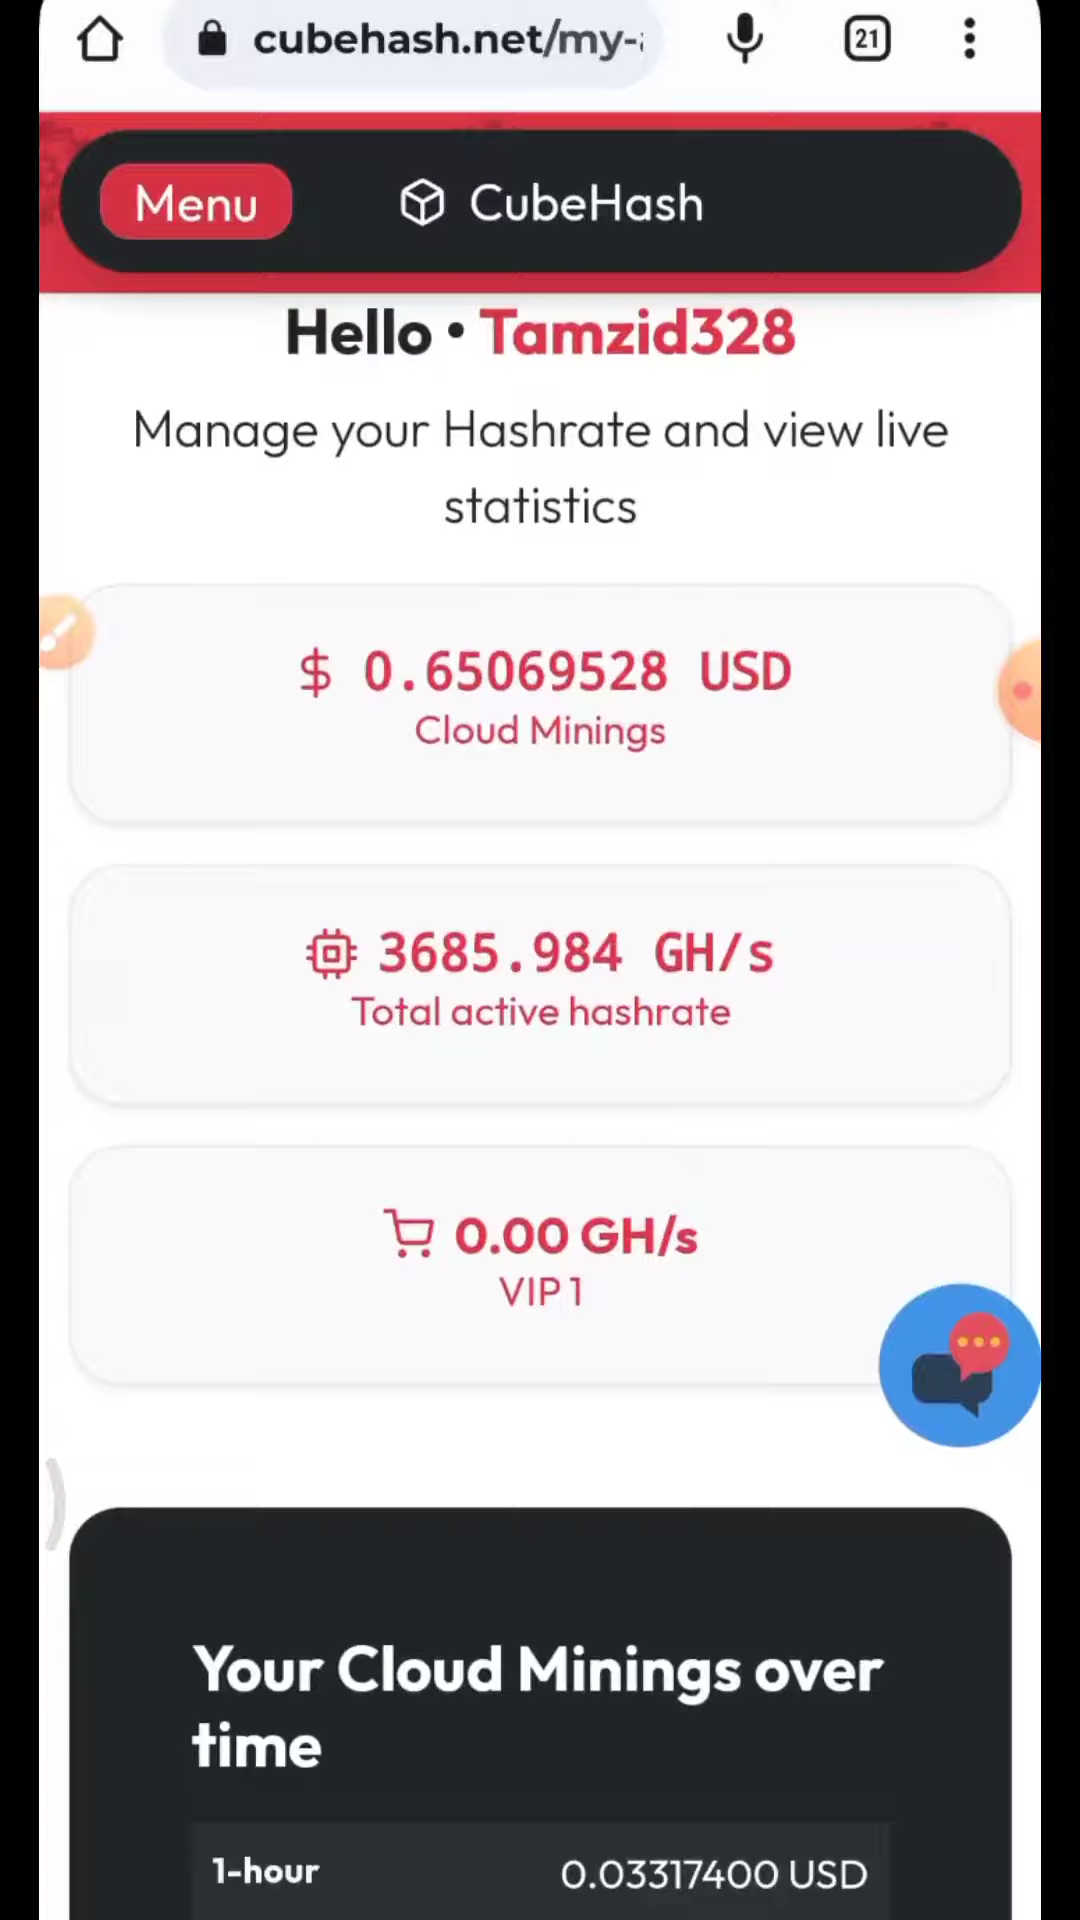 cubehash.net/my-
21
Menu
CubeHash
Hello • Tamzid328
Manage your Hashrate and view live
statistics
$ 0.65069528 USD
Cloud Minings
3685.984 GH/s
Total active hashrate
0.00 GH/s
VIP 1
Your Cloud Minings over
time
1-hour 0.03317400 USD